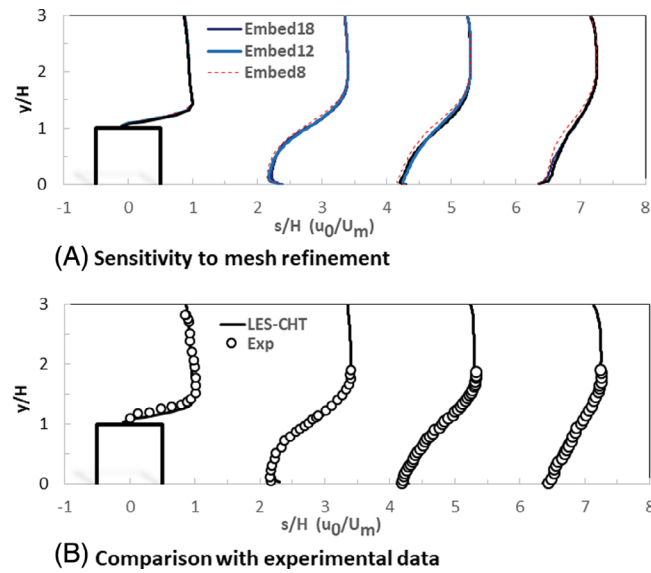 3
2
1
0
y/H
Embed18
Embed12
Embed8
-1 0 1 2 3 4 5 6 7 8
s/H (u₀/Uₘ)
(A) Sensitivity to mesh refinement
3
2
1
0
y/H
LES-CHT
Exp
-1 0 1 2 3 4 5 6 7 8
s/H (u₀/Uₘ)
(B) Comparison with experimental data